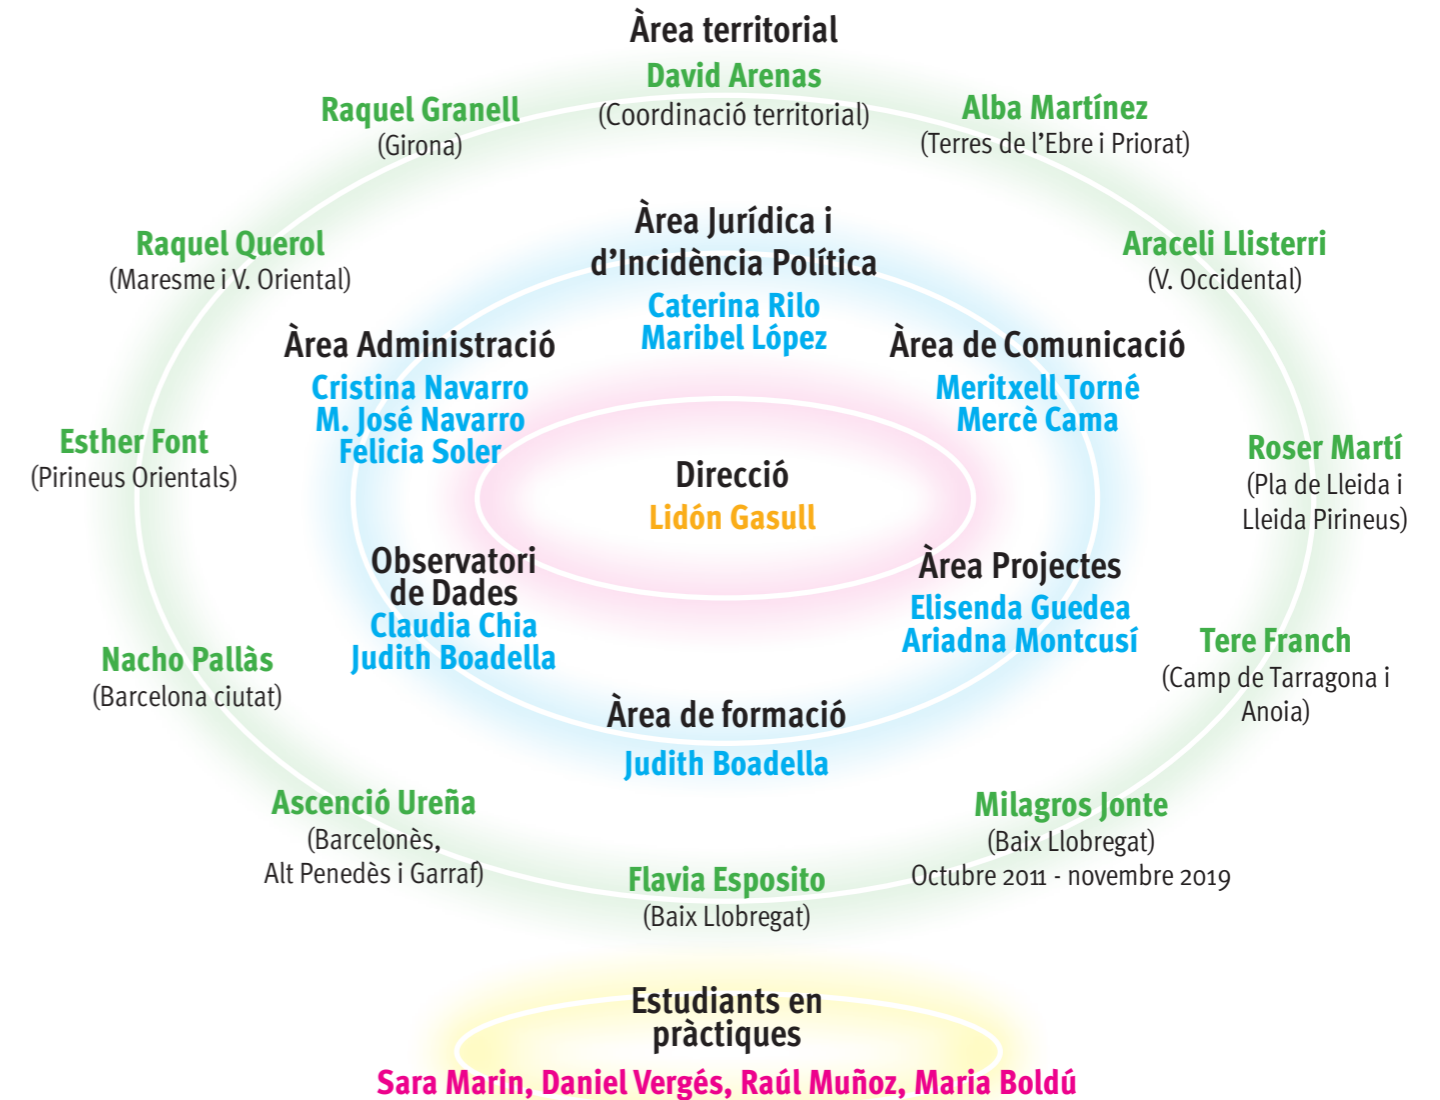 Àrea territorial
David Arenas
(Coordinació territorial)
Raquel Granell
(Girona)
Alba Martínez
(Terres de l'Ebre i Priorat)
Raquel Querol
(Maresme i V. Oriental)
Araceli Llisterri
(V. Occidental)
Àrea Jurídica i
d'Incidència Política
Caterina Rilo
Maribel López
Àrea Administració
Cristina Navarro
M. José Navarro
Felicia Soler
Àrea de Comunicació
Meritxell Torné
Mercè Cama
Esther Font
(Pirineus Orientals)
Direcció
Lidón Gasull
Roser Martí
(Pla de Lleida i
Lleida Pirineus)
Observatori
de Dades
Claudia Chia
Judith Boadella
Àrea Projectes
Elisenda Guedea
Ariadna Montcusí
Nacho Pallàs
(Barcelona ciutat)
Tere Franch
(Camp de Tarragona i
Anoia)
Àrea de formació
Judith Boadella
Ascenció Ureña
(Barcelonès,
Alt Penedès i Garraf)
Flavia Esposito
(Baix Llobregat)
Milagros Jonte
(Baix Llobregat)
Octubre 2011 - novembre 2019
Estudiants en
pràctiques
Sara Marin, Daniel Vergés, Raúl Muñoz, Maria Boldú